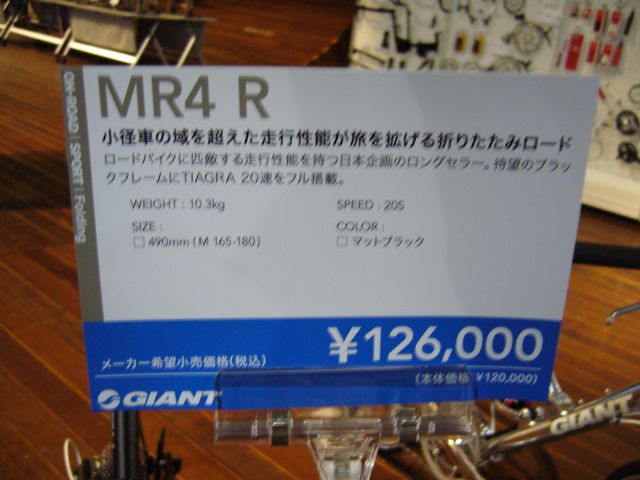 ON-ROAD | SPORT | Folding
MR4 R
小径車の域を超えた走行性能が旅を拡げる折りたたみロード
ロードバイクに匹敵する走行性能を持つ日本企画のロングセラー。待望のブラッ
クフレームにTIAGRA 20速をフル搭載。
WEIGHT : 10.3kg
SPEED : 20S
SIZE :
□ 490mm (M 165-180)
COLOR :
□ マットブラック
メーカー希望小売価格(税込)
¥126,000
(本体価格 ¥120,000)
GIANT
GIANT